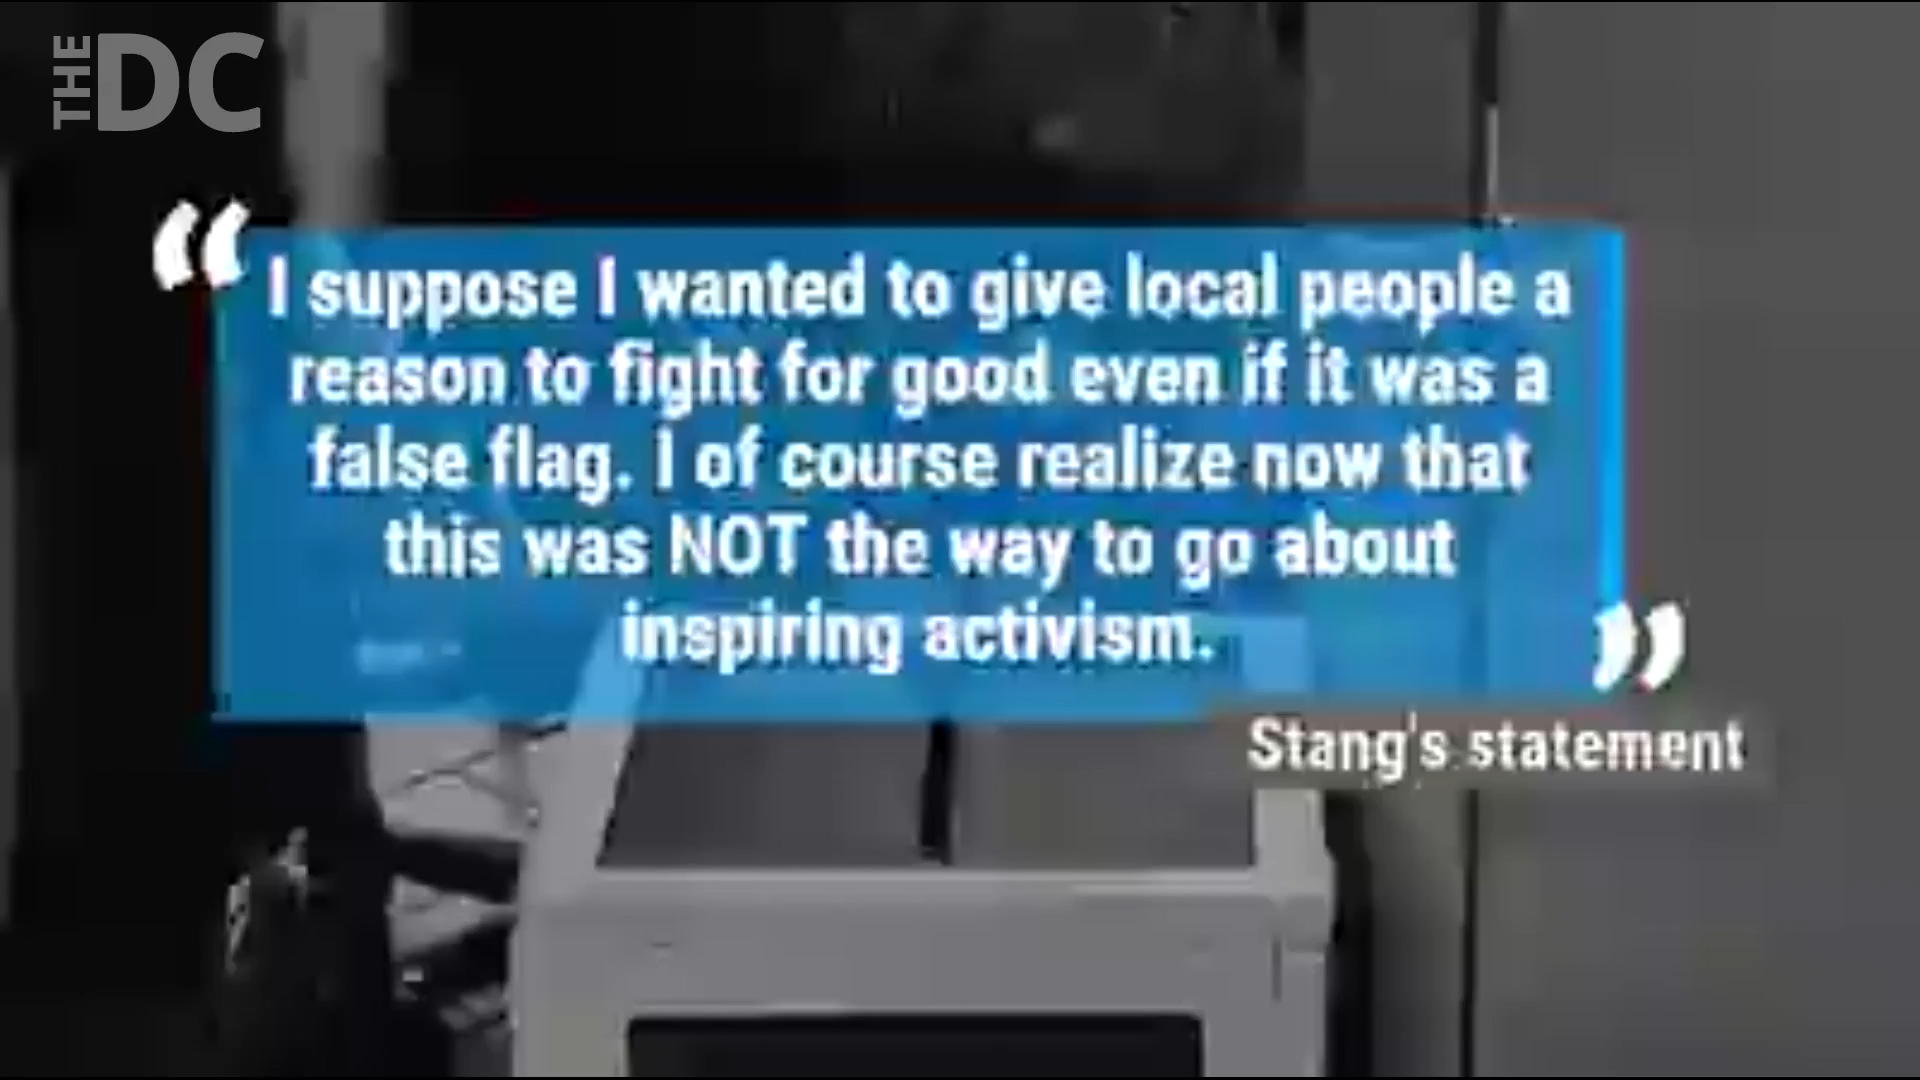 THE DC
“I suppose I wanted to give local people a
reason to fight for good even if it was a
false flag. I of course realize now that
this was NOT the way to go about
inspiring activism.”
Stang's statement